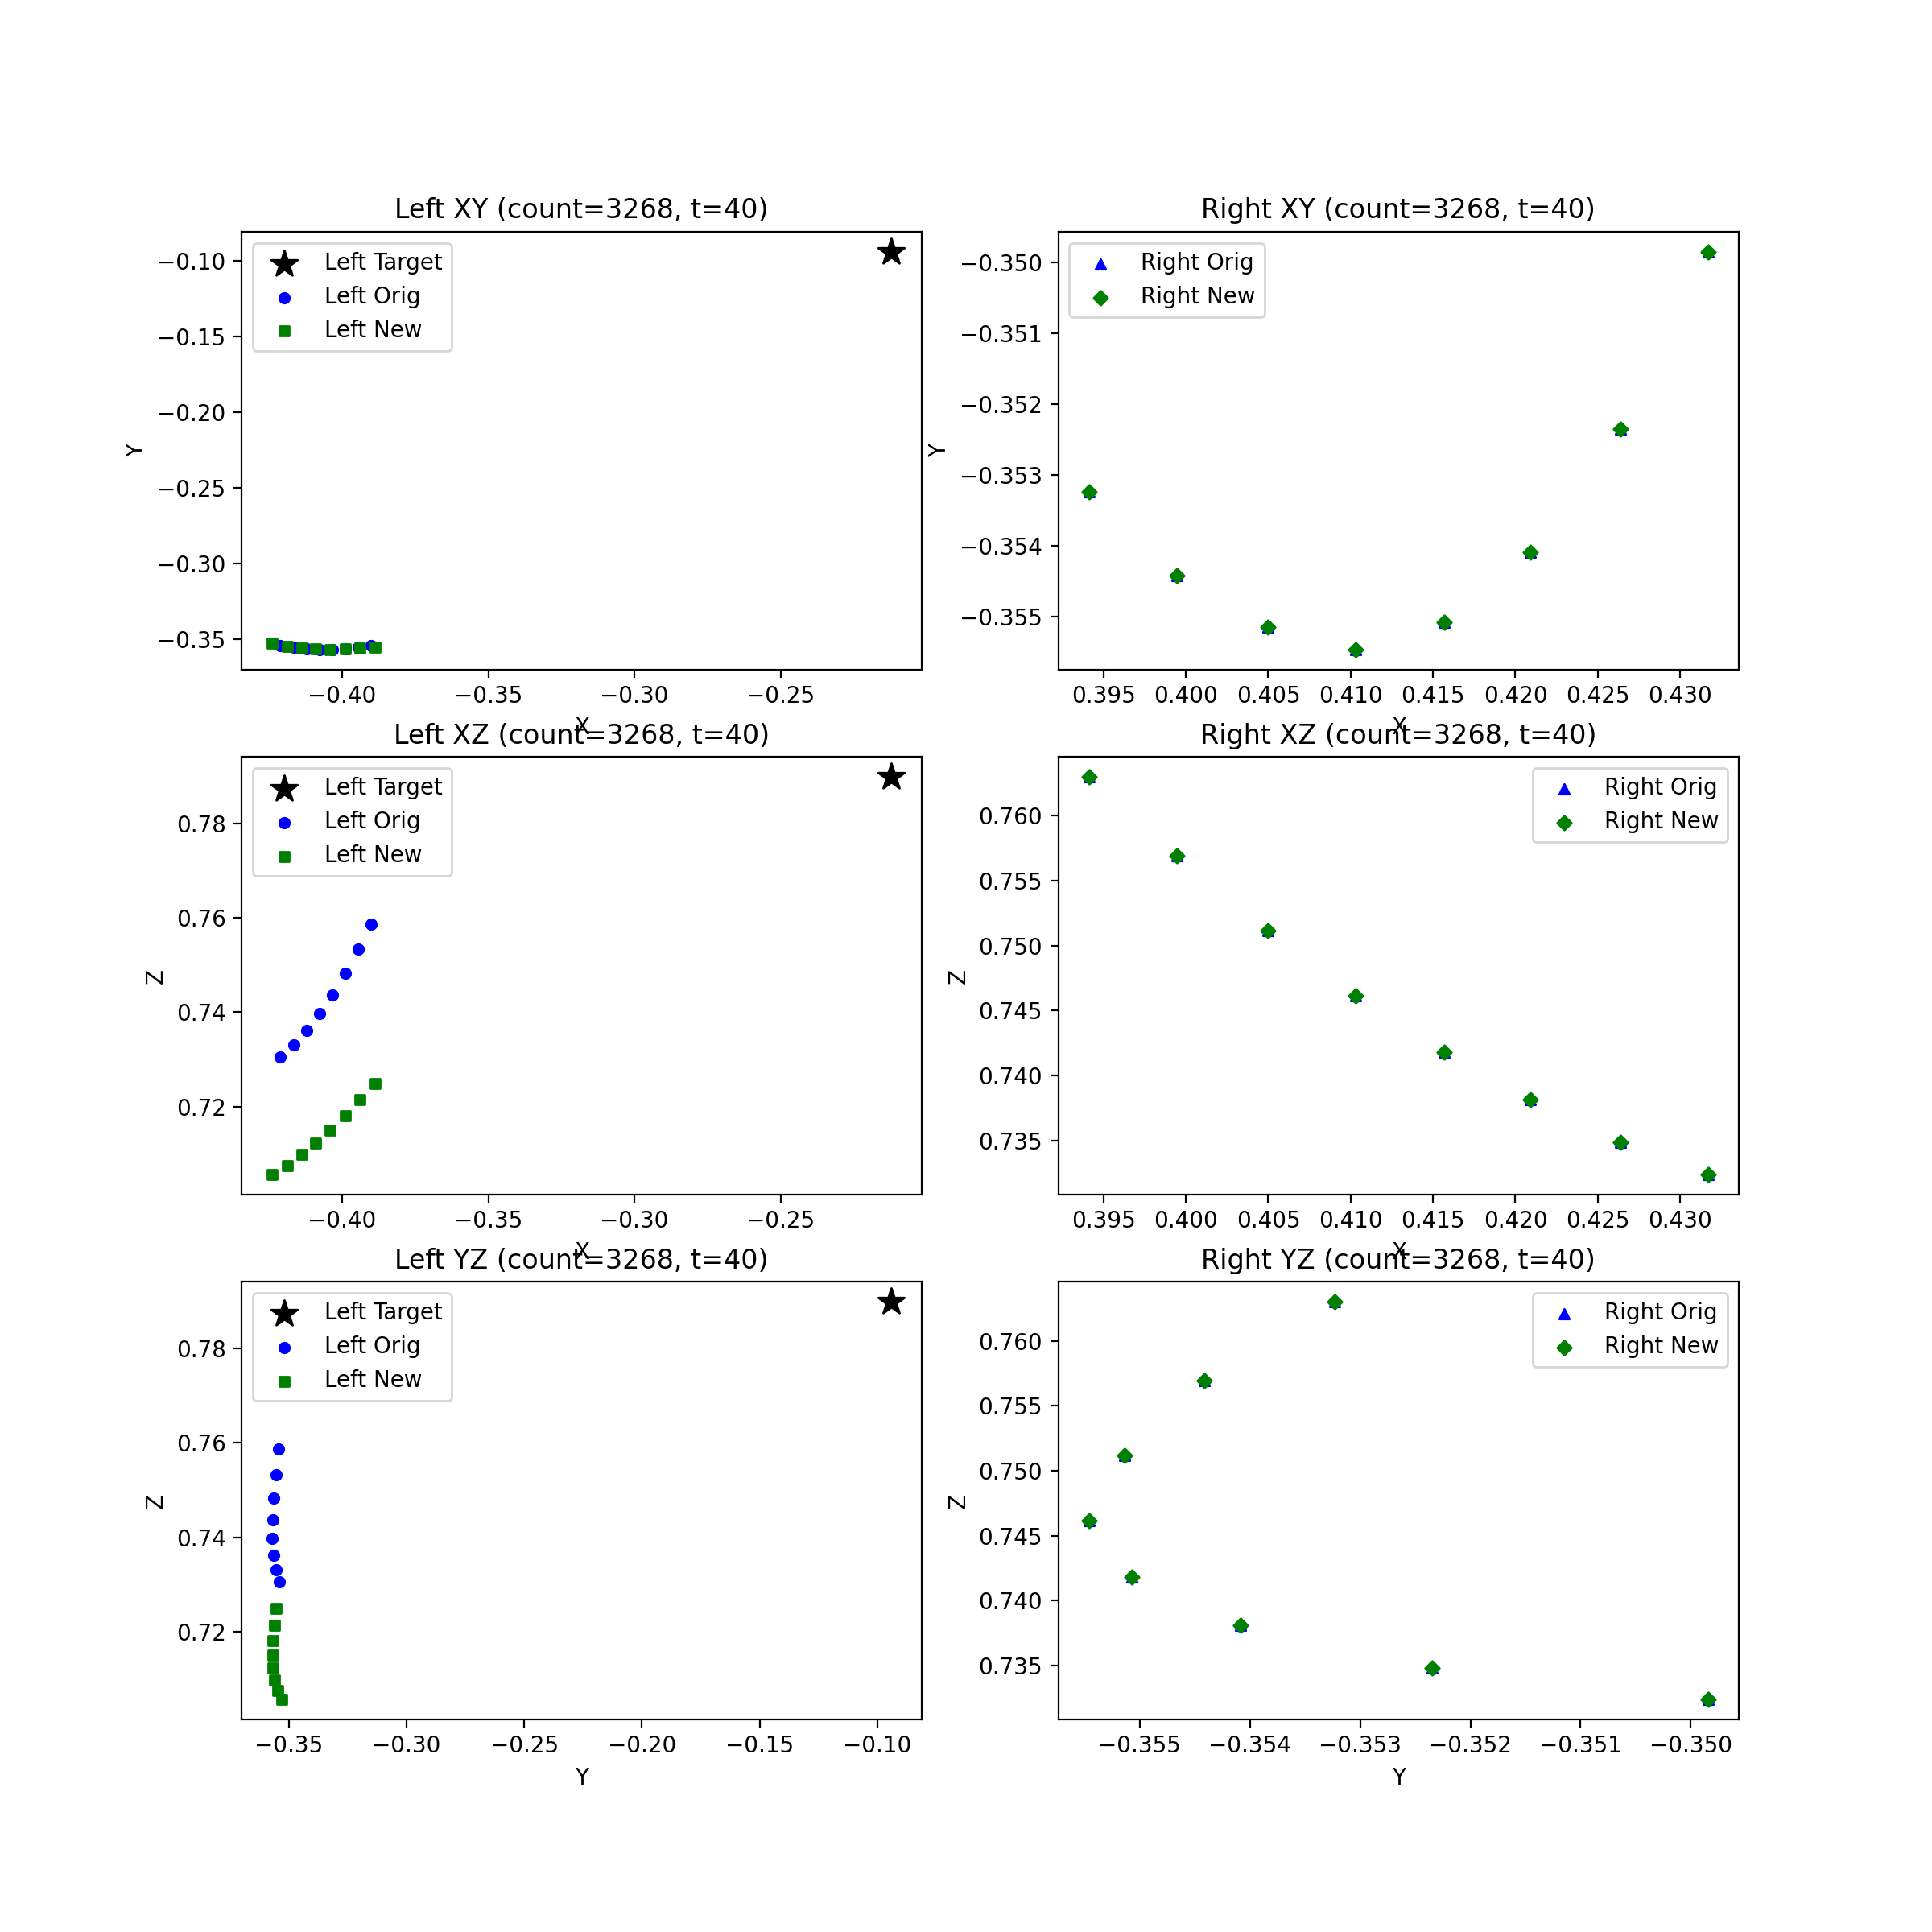 Left XY (count=3268, t=40)
Left Target
Left Orig
Left New
−0.10
−0.15
−0.20
−0.25
−0.30
−0.35
Y
−0.40
−0.35
−0.30
−0.25
X
Right XY (count=3268, t=40)
Right Orig
Right New
−0.350
−0.351
−0.352
−0.353
−0.354
−0.355
Y
0.395
0.400
0.405
0.410
0.415
0.420
0.425
0.430
X
Left XZ (count=3268, t=40)
Left Target
Left Orig
Left New
0.78
0.76
0.74
0.72
Z
−0.40
−0.35
−0.30
−0.25
X
Right XZ (count=3268, t=40)
Right Orig
Right New
0.760
0.755
0.750
0.745
0.740
0.735
Z
0.395
0.400
0.405
0.410
0.415
0.420
0.425
0.430
X
Left YZ (count=3268, t=40)
Left Target
Left Orig
Left New
0.78
0.76
0.74
0.72
Z
−0.35
−0.30
−0.25
−0.20
−0.15
−0.10
Y
Right YZ (count=3268, t=40)
Right Orig
Right New
0.760
0.755
0.750
0.745
0.740
0.735
Z
−0.355
−0.354
−0.353
−0.352
−0.351
−0.350
Y